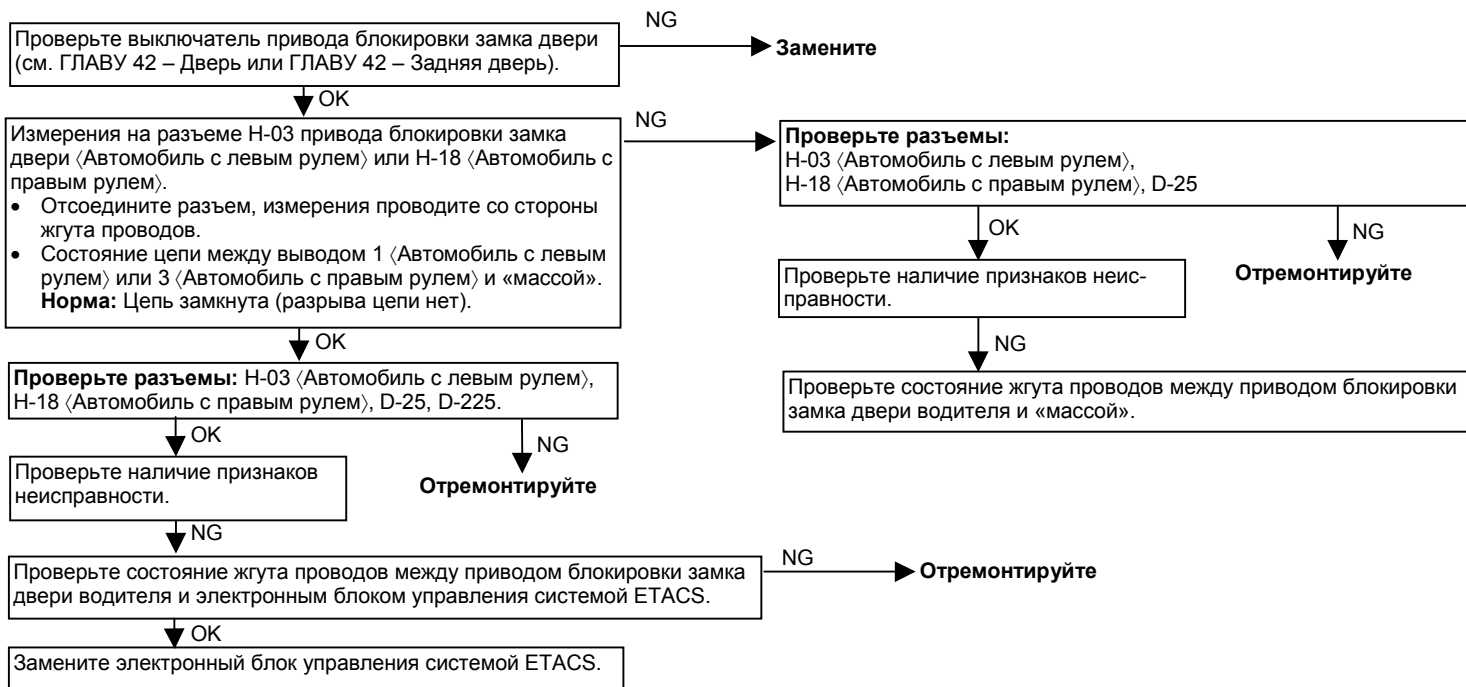 Проверьте выключатель привода блокировки замка двери
(см. ГЛАВУ 42 – Дверь или ГЛАВУ 42 – Задняя дверь).
NG
Замените
OK
Измерения на разъеме H-03 привода блокировки замка
двери 〈Автомобиль с левым рулем〉 или H-18 〈Автомобиль с
правым рулем〉.
• Отсоедините разъем, измерения проводите со стороны
жгута проводов.
• Состояние цепи между выводом 1 〈Автомобиль с левым
рулем〉 или 3 〈Автомобиль с правым рулем〉 и «массой».
Норма: Цепь замкнута (разрыва цепи нет).
NG
Проверьте разъемы:
H-03 〈Автомобиль с левым рулем〉,
H-18 〈Автомобиль с правым рулем〉, D-25
OK
NG
Проверьте наличие признаков неис-
правности.
Отремонтируйте
NG
Проверьте состояние жгута проводов между приводом блокировки
замка двери водителя и «массой».
OK
Проверьте разъемы: H-03 〈Автомобиль с левым рулем〉,
H-18 〈Автомобиль с правым рулем〉, D-25, D-225.
OK
NG
Проверьте наличие признаков
неисправности.
Отремонтируйте
NG
Проверьте состояние жгута проводов между приводом блокировки замка
двери водителя и электронным блоком управления системой ETACS.
NG
Отремонтируйте
OK
Замените электронный блок управления системой ETACS.